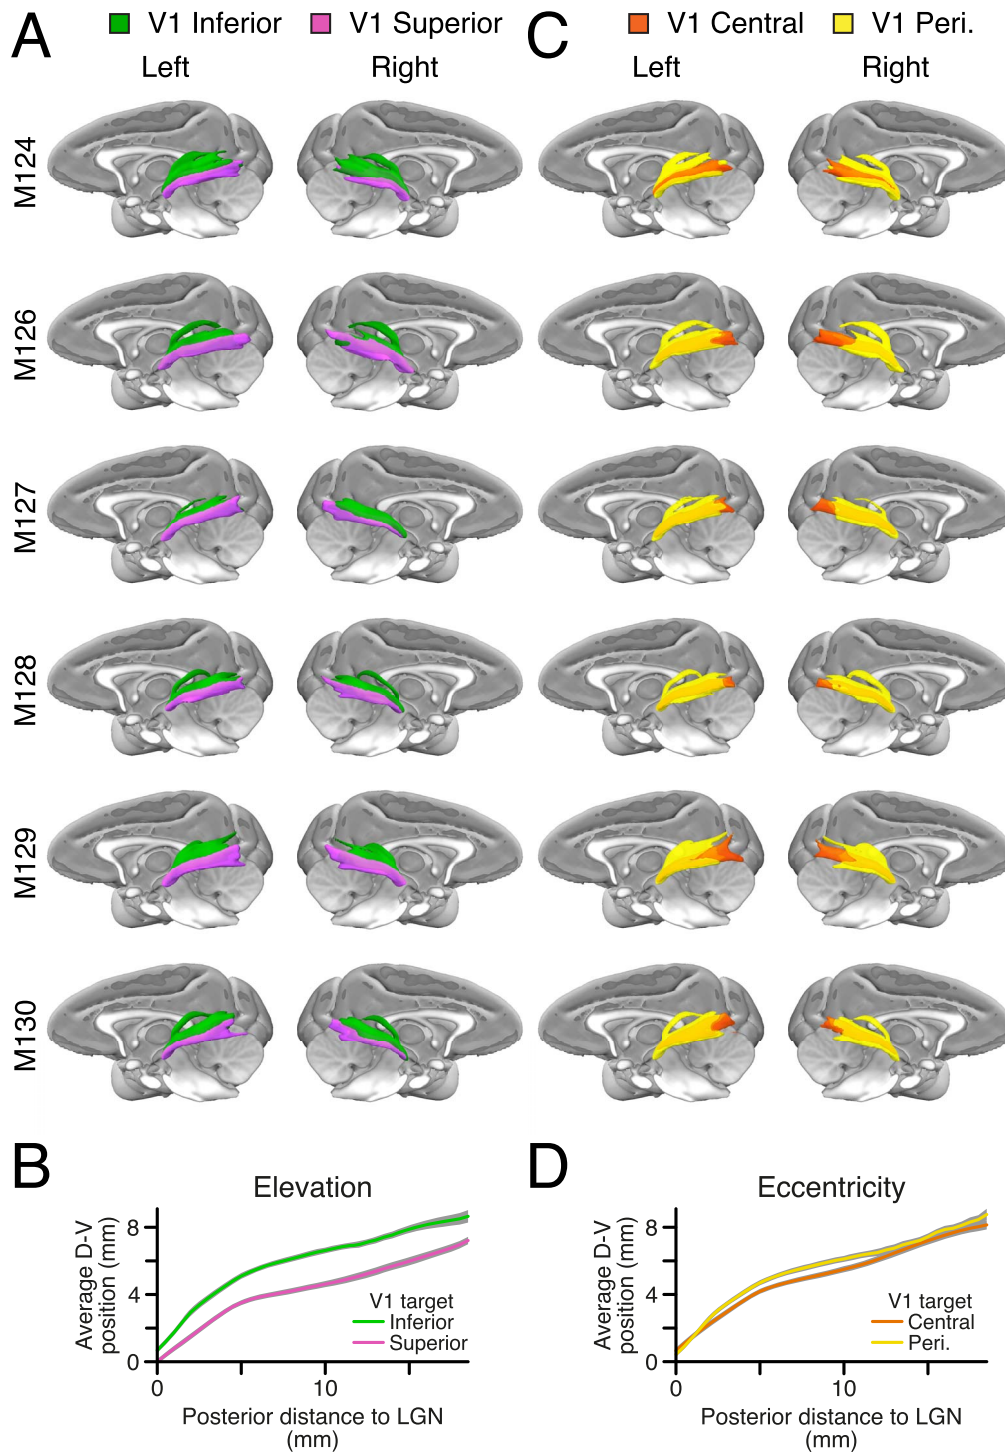 A
V1 Inferior
V1 Superior
Left
Right
C
V1 Central
V1 Peri.
Left
Right
M124
M126
M127
M128
M129
M130
B
Elevation
Average D-V
position (mm)
8
4
0
0
10
V1 target
Inferior
Superior
Posterior distance to LGN
(mm)
D
Eccentricity
Average D-V
position (mm)
8
4
0
0
10
V1 target
Central
Peri.
Posterior distance to LGN
(mm)